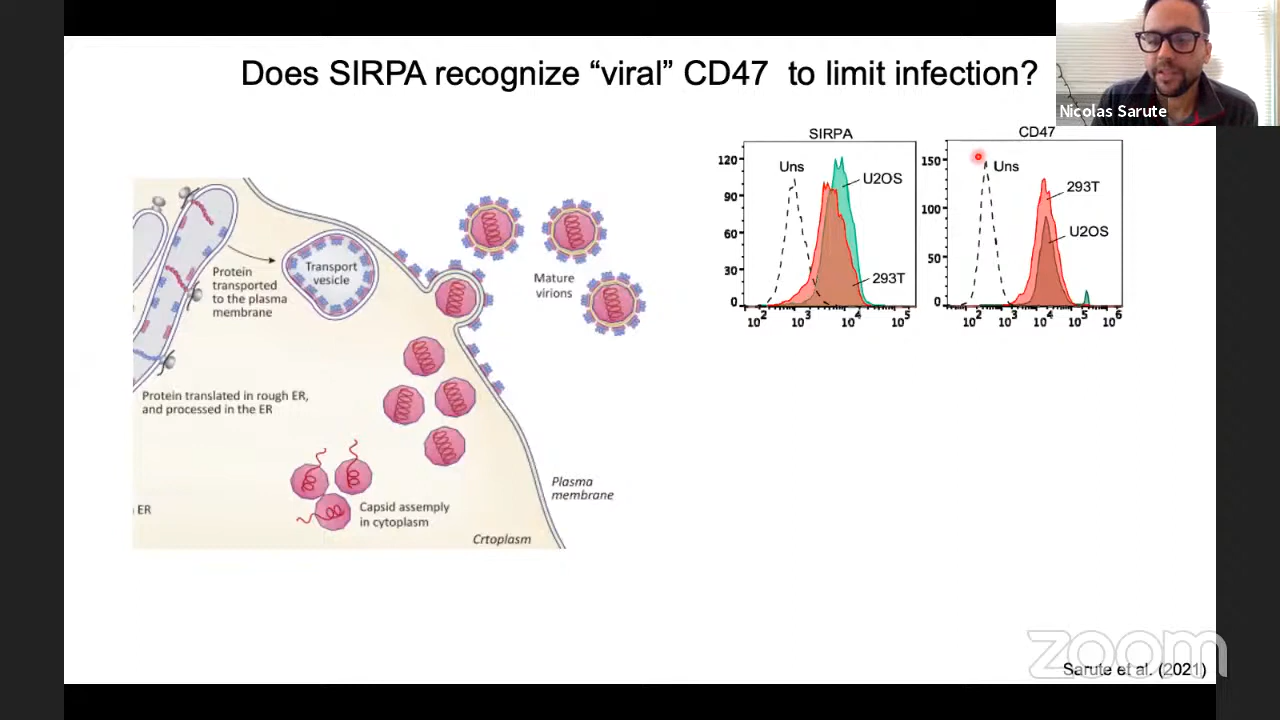 Does SIRPA recognize “viral” CD47 to limit infection?
Nicolas Sarute
Protein
transported
to the plasma
membrane
Transport
vesicle
Mature
virions
Protein translated in rough ER,
and processed in the ER
ER
Capsid assembly
in cytoplasm
Plasma
membrane
Crtoplasm
SIRPA
120
90
60
30
0
Uns
U2OS
293T
10² 10³ 10⁴ 10⁵
CD47
150
100
50
0
Uns
293T
U2OS
10² 10³ 10⁴ 10⁵ 10⁶
zoom
Sarute et al. (2021)